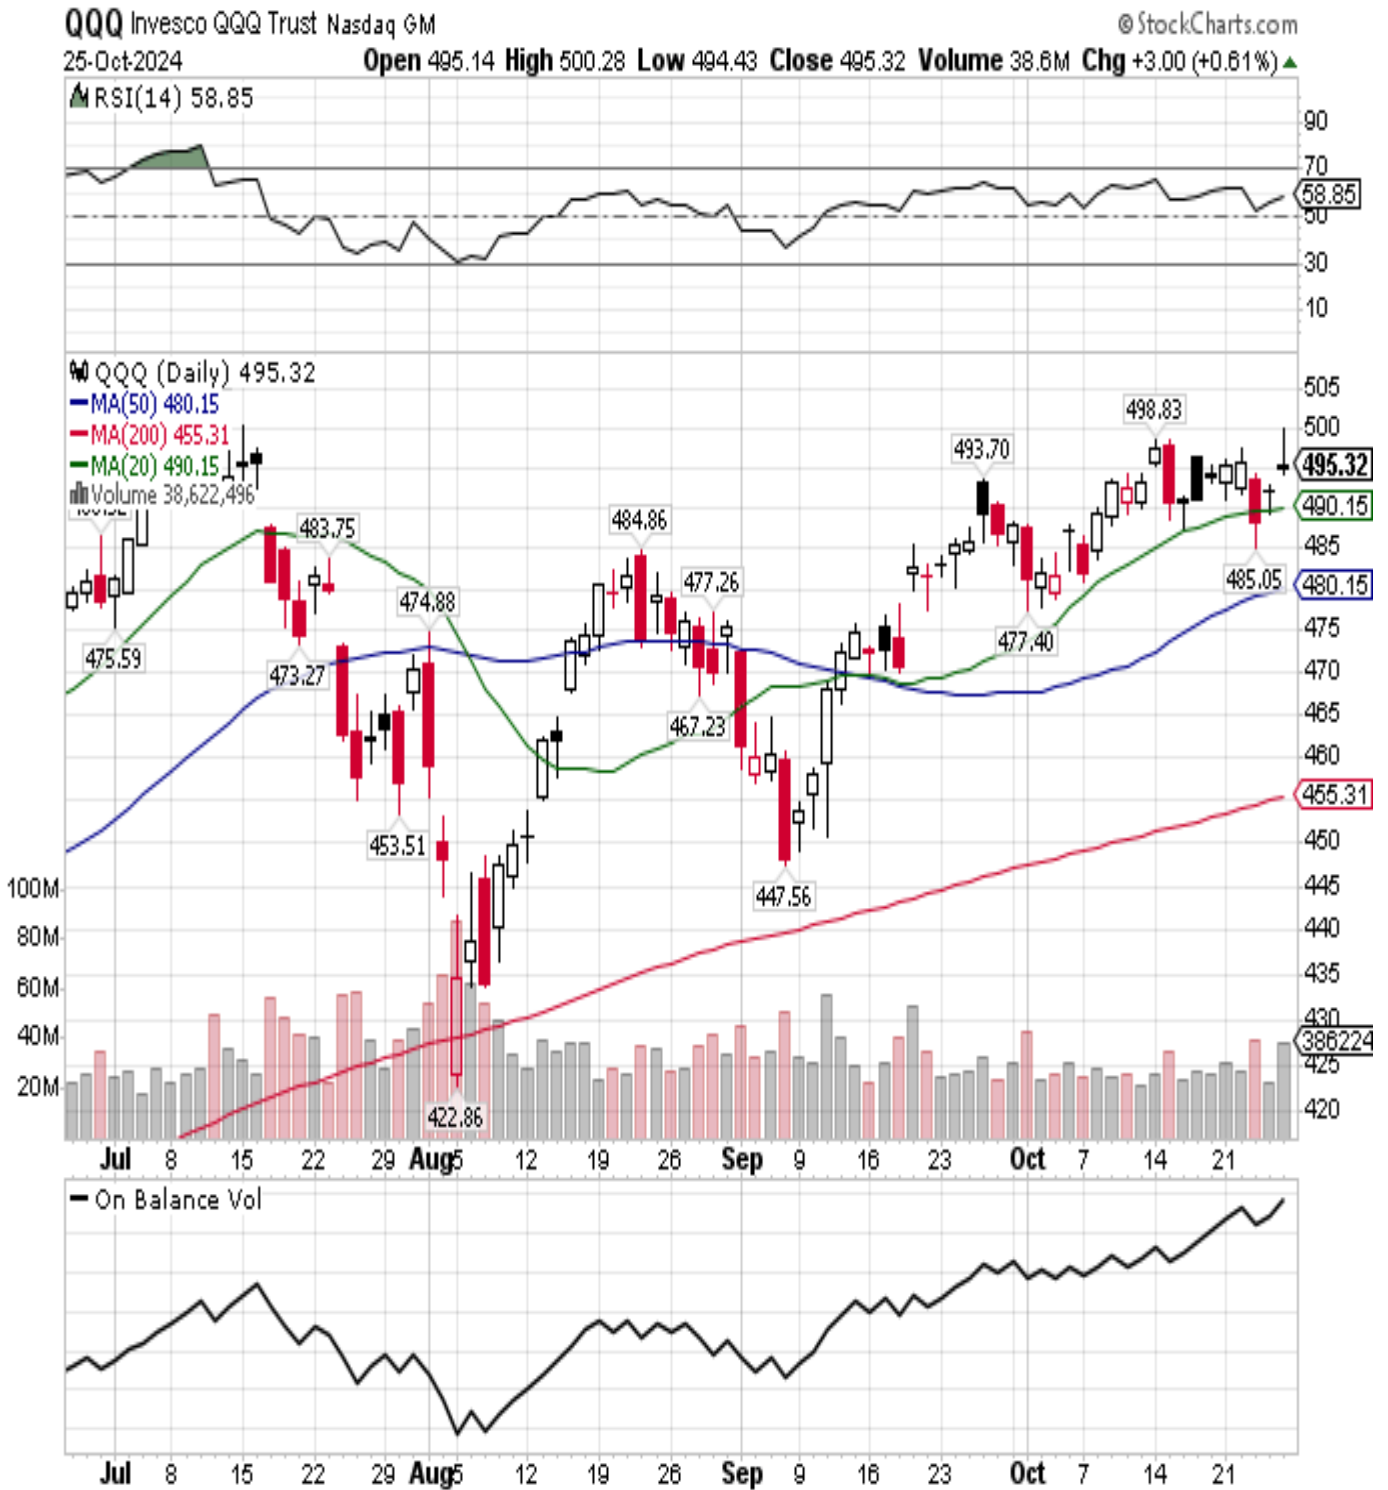 QQQ Invesco QQQ Trust Nasdaq GM
© StockCharts.com
25-Oct-2024
Open 495.14 High 500.28 Low 494.43 Close 495.32 Volume 38.6M Chg +3.00 (+0.61%)
RSI(14) 58.85
90
70
58.85
50
30
10
QQQ (Daily) 495.32
MA(50) 480.15
MA(200) 455.31
MA(20) 490.15
Volume 38,622,496
505
500
495.32
490.15
485
480.15
475
470
465
460
455.31
450
445
440
435
430
386224
425
420
100M
80M
60M
40M
20M
475.59
473.27
483.75
453.51
474.88
422.86
484.86
467.23
477.26
447.56
493.70
477.40
498.83
485.05
Jul 8 15 22 29 Aug 5 12 19 26 Sep 9 16 23 Oct 7 14 21
On Balance Vol
Jul 8 15 22 29 Aug 5 12 19 26 Sep 9 16 23 Oct 7 14 21